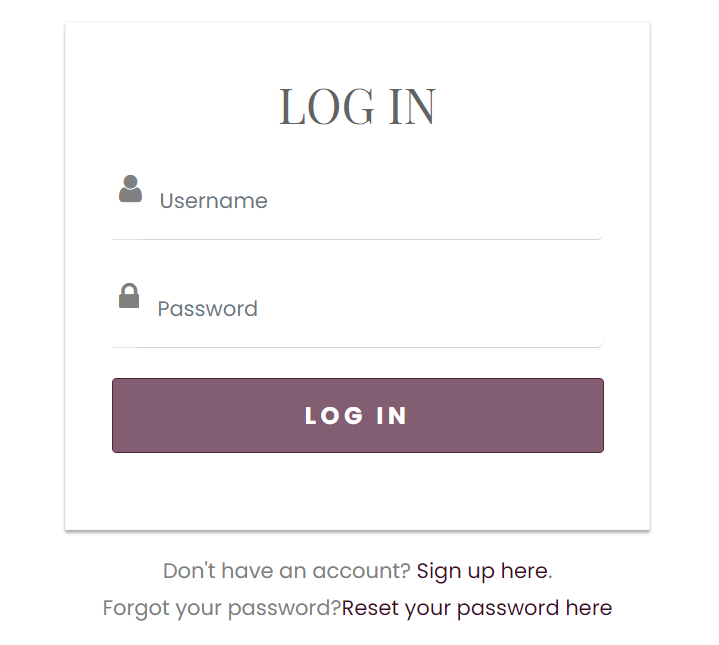 LOG IN
Username
Password
LOG IN
Don't have an account? Sign up here.
Forgot your password?Reset your password here